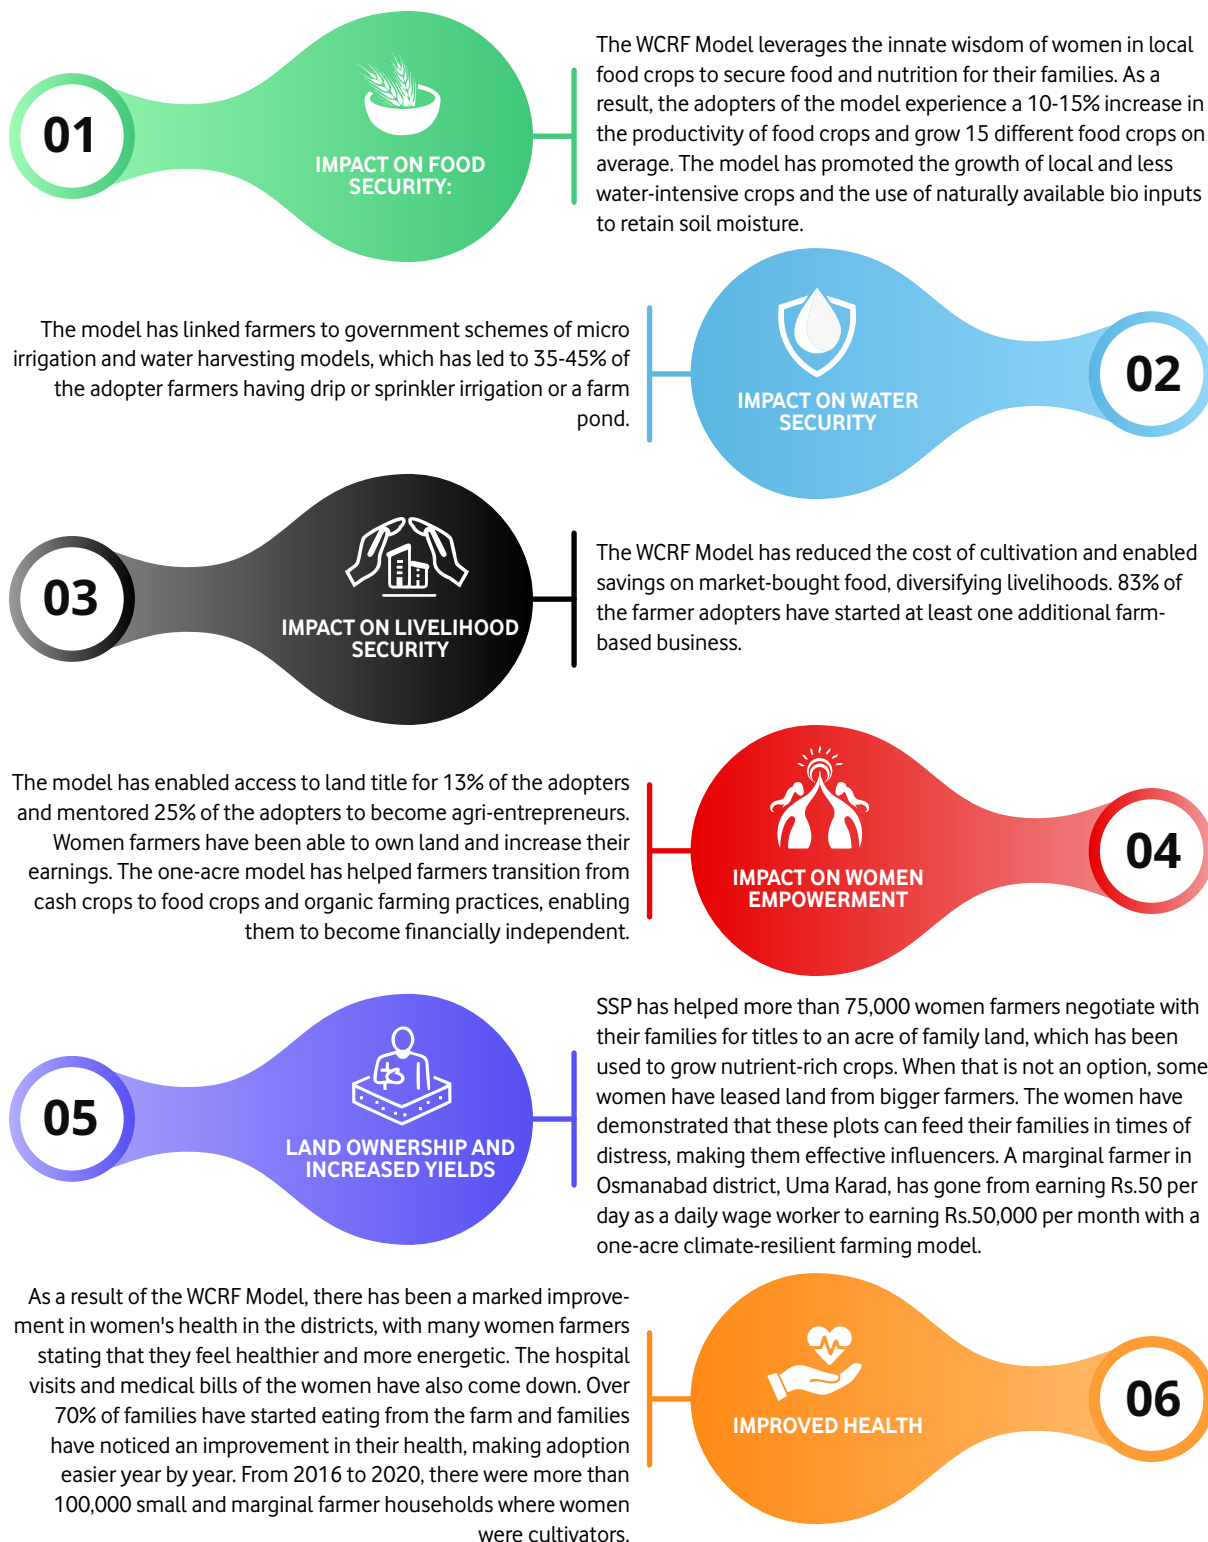 01
IMPACT ON FOOD
SECURITY:
The WCRF Model leverages the innate wisdom of women in local
food crops to secure food and nutrition for their families. As a
result, the adopters of the model experience a 10-15% increase in
the productivity of food crops and grow 15 different food crops on
average. The model has promoted the growth of local and less
water-intensive crops and the use of naturally available bio inputs
to retain soil moisture.
The model has linked farmers to government schemes of micro
irrigation and water harvesting models, which has led to 35-45% of
the adopter farmers having drip or sprinkler irrigation or a farm
pond.
IMPACT ON WATER
SECURITY
02
03
IMPACT ON LIVELIHOOD
SECURITY
The WCRF Model has reduced the cost of cultivation and enabled
savings on market-bought food, diversifying livelihoods. 83% of
the farmer adopters have started at least one additional farm-
based business.
The model has enabled access to land title for 13% of the adopters
and mentored 25% of the adopters to become agri-entrepreneurs.
Women farmers have been able to own land and increase their
earnings. The one-acre model has helped farmers transition from
cash crops to food crops and organic farming practices, enabling
them to become financially independent.
IMPACT ON WOMEN
EMPOWERMENT
04
05
LAND OWNERSHIP AND
INCREASED YIELDS
SSP has helped more than 75,000 women farmers negotiate with
their families for titles to an acre of family land, which has been
used to grow nutrient-rich crops. When that is not an option, some
women have leased land from bigger farmers. The women have
demonstrated that these plots can feed their families in times of
distress, making them effective influencers. A marginal farmer in
Osmanabad district, Uma Karad, has gone from earning Rs.50 per
day as a daily wage worker to earning Rs.50,000 per month with a
one-acre climate-resilient farming model.
As a result of the WCRF Model, there has been a marked improve-
ment in women's health in the districts, with many women farmers
stating that they feel healthier and more energetic. The hospital
visits and medical bills of the women have also come down. Over
70% of families have started eating from the farm and families
have noticed an improvement in their health, making adoption
easier year by year. From 2016 to 2020, there were more than
100,000 small and marginal farmer households where women
were cultivators.
IMPROVED HEALTH
06